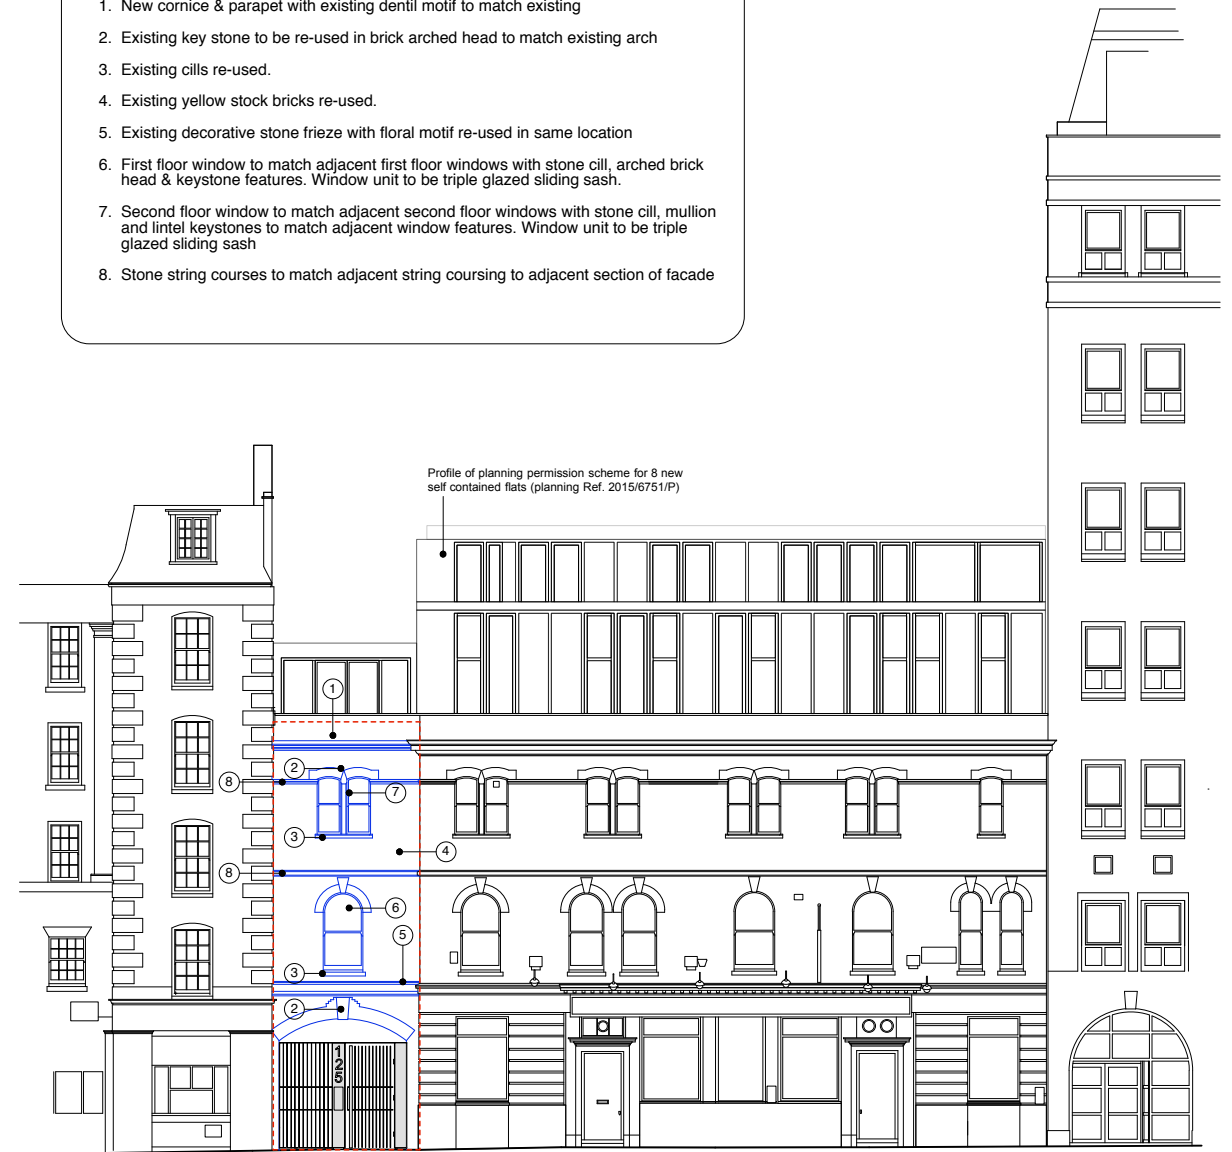 1. New cornice & parapet with existing dentil motif to match existing
2. Existing key stone to be re-used in brick arched head to match existing arch
3. Existing cills re-used.
4. Existing yellow stock bricks re-used.
5. Existing decorative stone frieze with floral motif re-used in same location
6. First floor window to match adjacent first floor windows with stone cill, arched brick
head & keystone features. Window unit to be triple glazed sliding sash.
7. Second floor window to match adjacent second floor windows with stone cill, mullion
and lintel keystones to match adjacent window features. Window unit to be triple
glazed sliding sash
8. Stone string courses to match adjacent string coursing to adjacent section of facade
Profile of planning permission scheme for 8 new
self contained flats (planning Ref. 2015/6751/P)
1
2
8
7
3
4
8
6
5
3
2
125